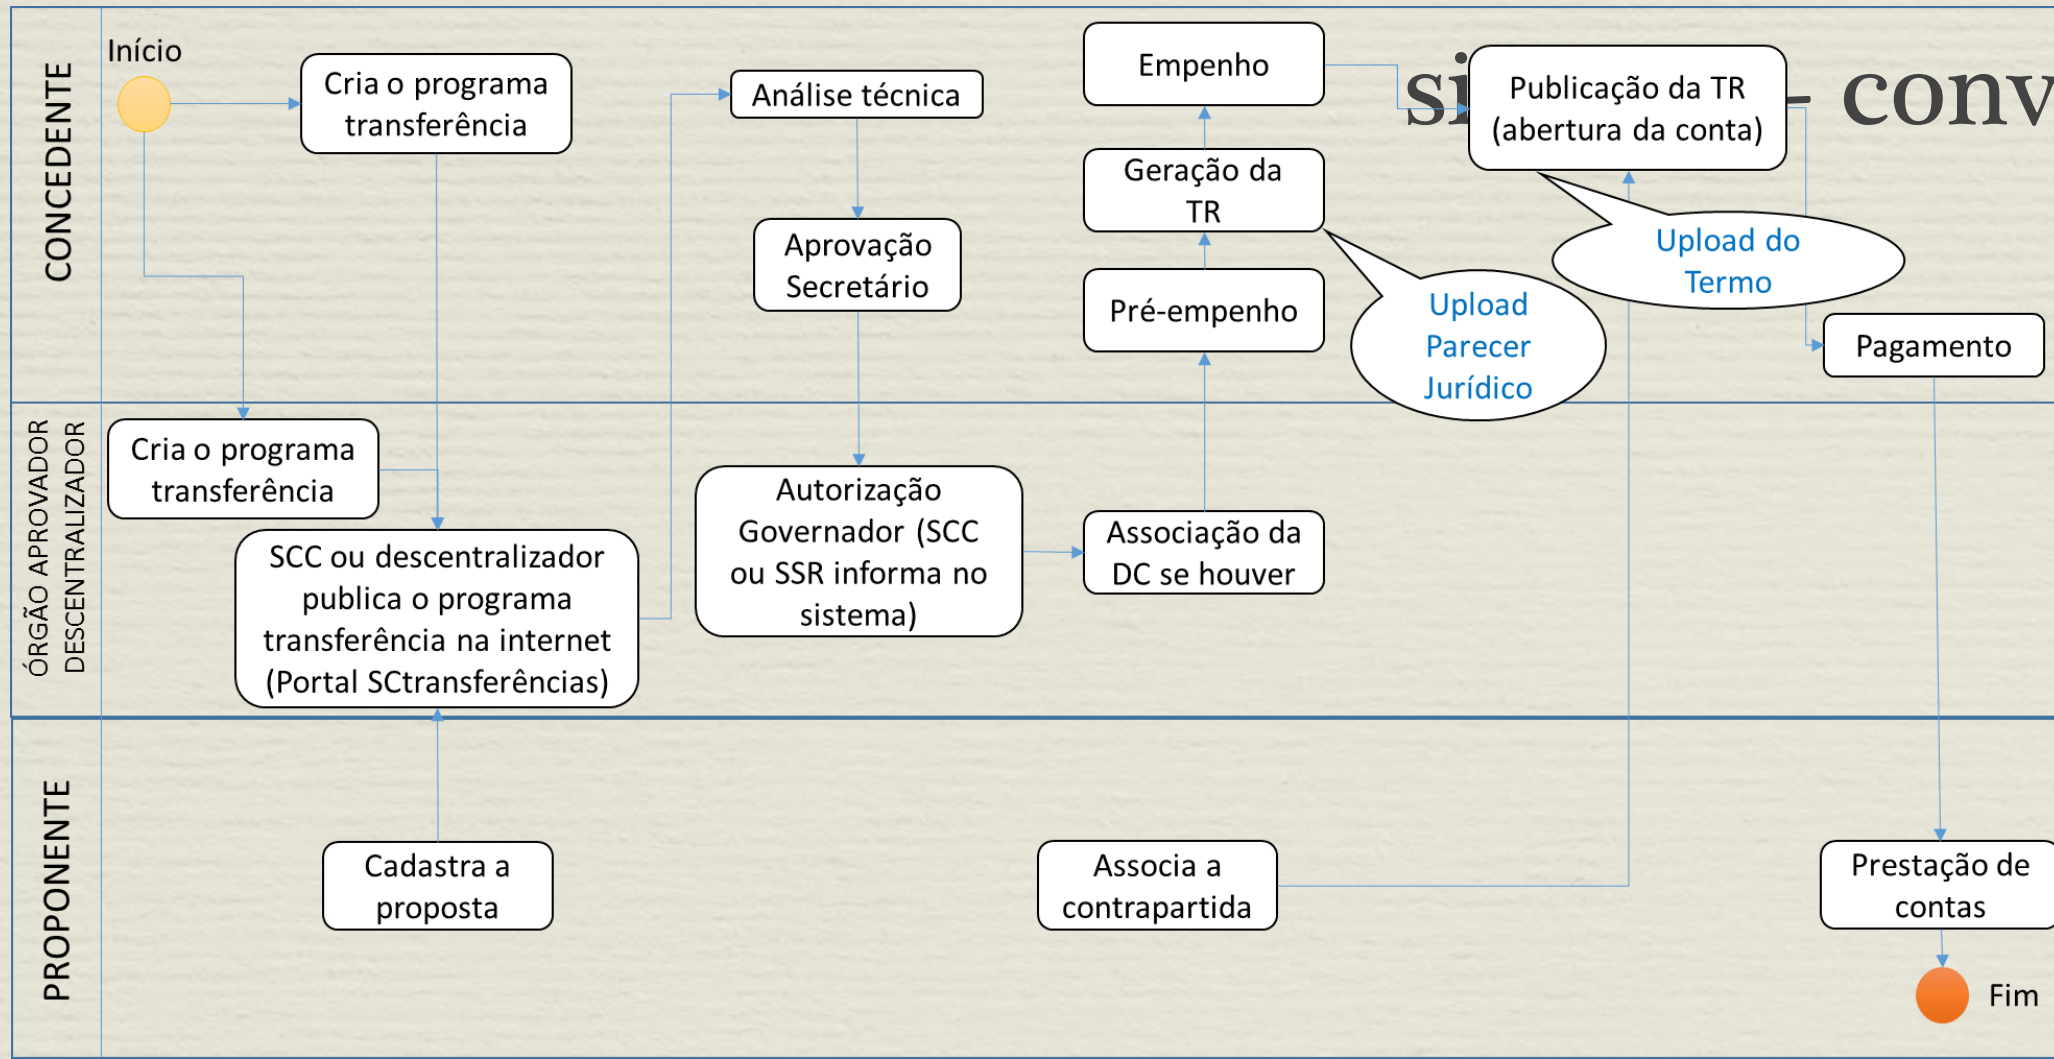 CONCEDENTE
Início
Cria o programa
transferência
Análise técnica
Aprovação
Secretário
Empenho
Geração da
TR
Pré-empenho
Upload
Parecer
Jurídico
Publicação da TR
(abertura da conta)
Upload do
Termo
Pagamento
ÓRGÃO APROVADOR
DESCENTRALIZADOR
Cria o programa
transferência
SCC ou descentralizador
publica o programa
transferência na internet
(Portal SCtransferências)
Autorização
Governador (SCC
ou SSR informa no
sistema)
Associação da
DC se houver
PROPONENTE
Cadastra a
proposta
Associa a
contrapartida
Prestação de
contas
Fim